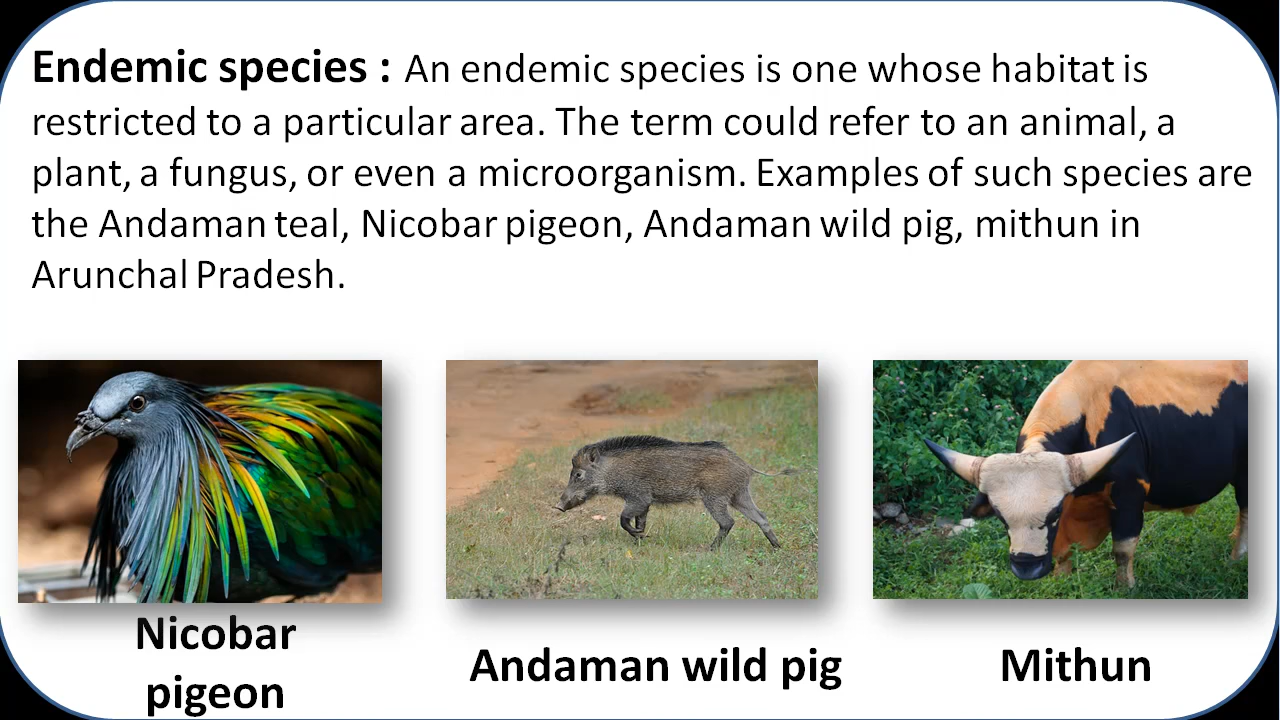 Endemic species : An endemic species is one whose habitat is
restricted to a particular area. The term could refer to an animal, a
plant, a fungus, or even a microorganism. Examples of such species are
the Andaman teal, Nicobar pigeon, Andaman wild pig, mithun in
Arunchal Pradesh.
Nicobar
pigeon
Andaman wild pig
Mithun